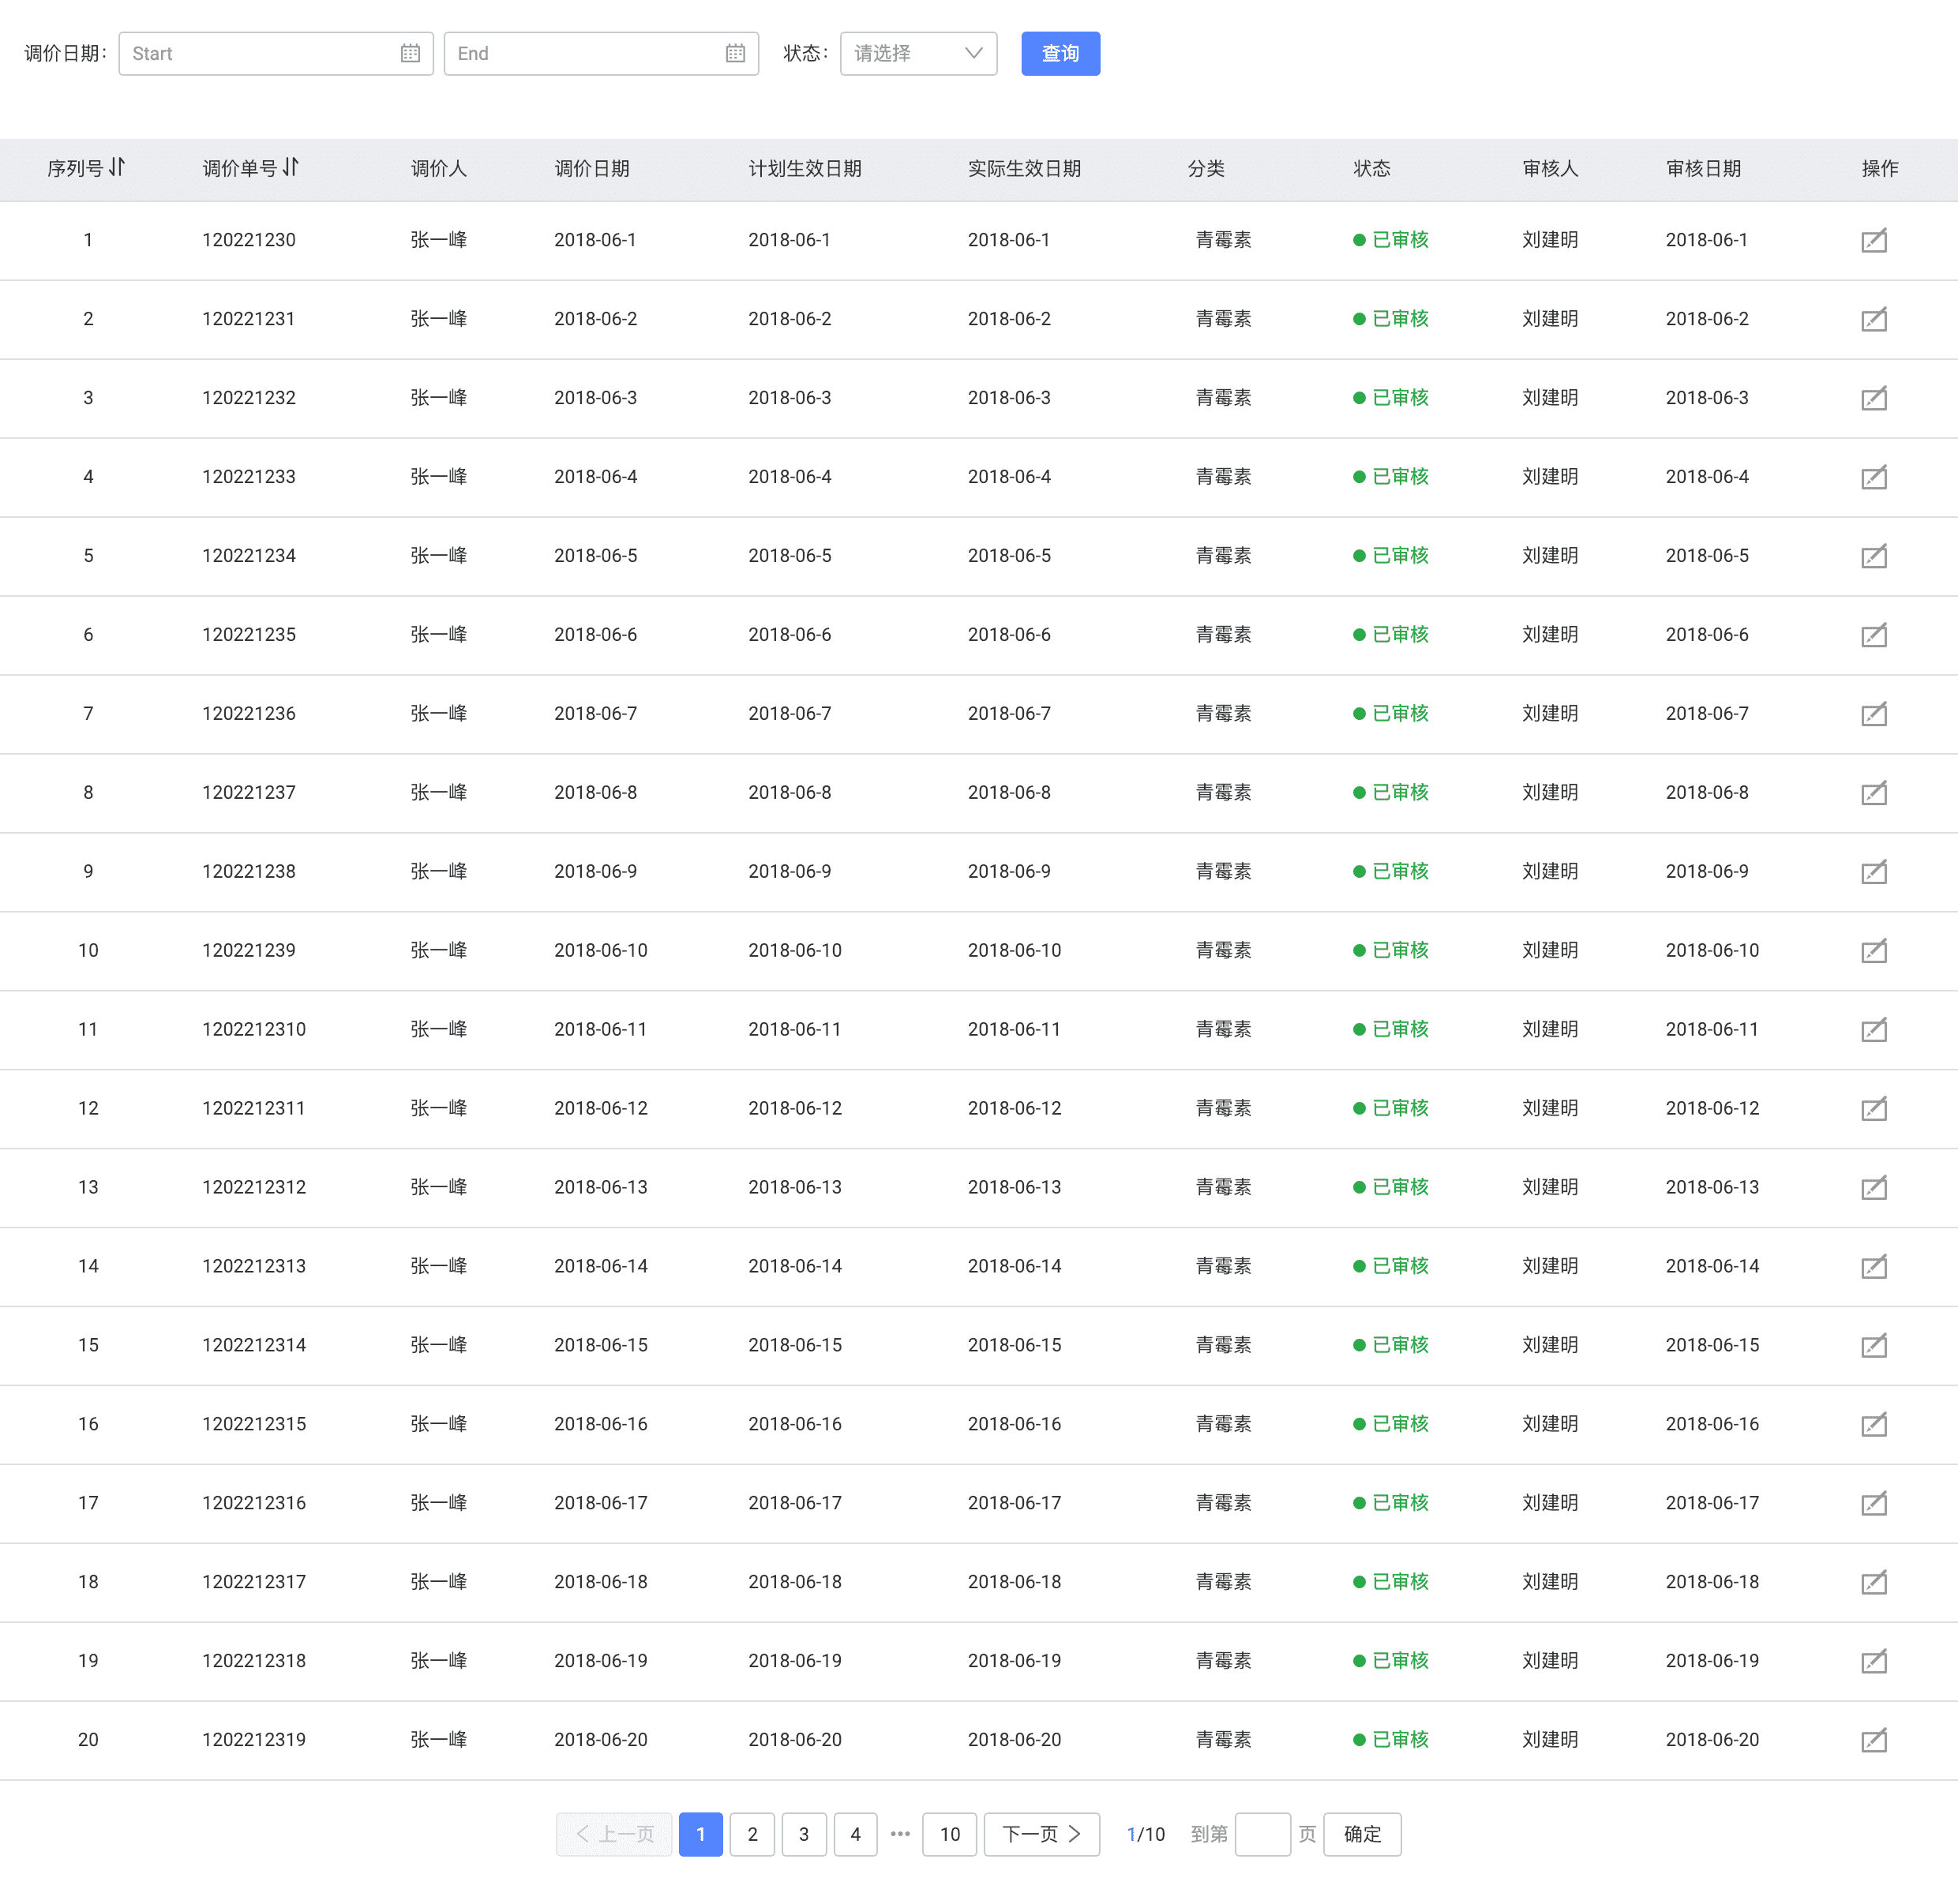 调价日期： Start End 状态： 请选择 查询
序列号 调价单号 调价人 调价日期 计划生效日期 实际生效日期 分类 状态 审核人 审核日期 操作
1 120221230 张一峰 2018-06-1 2018-06-1 2018-06-1 青霉素 已审核 刘建明 2018-06-1
2 120221231 张一峰 2018-06-2 2018-06-2 2018-06-2 青霉素 已审核 刘建明 2018-06-2
3 120221232 张一峰 2018-06-3 2018-06-3 2018-06-3 青霉素 已审核 刘建明 2018-06-3
4 120221233 张一峰 2018-06-4 2018-06-4 2018-06-4 青霉素 已审核 刘建明 2018-06-4
5 120221234 张一峰 2018-06-5 2018-06-5 2018-06-5 青霉素 已审核 刘建明 2018-06-5
6 120221235 张一峰 2018-06-6 2018-06-6 2018-06-6 青霉素 已审核 刘建明 2018-06-6
7 120221236 张一峰 2018-06-7 2018-06-7 2018-06-7 青霉素 已审核 刘建明 2018-06-7
8 120221237 张一峰 2018-06-8 2018-06-8 2018-06-8 青霉素 已审核 刘建明 2018-06-8
9 120221238 张一峰 2018-06-9 2018-06-9 2018-06-9 青霉素 已审核 刘建明 2018-06-9
10 120221239 张一峰 2018-06-10 2018-06-10 2018-06-10 青霉素 已审核 刘建明 2018-06-10
11 1202212310 张一峰 2018-06-11 2018-06-11 2018-06-11 青霉素 已审核 刘建明 2018-06-11
12 1202212311 张一峰 2018-06-12 2018-06-12 2018-06-12 青霉素 已审核 刘建明 2018-06-12
13 1202212312 张一峰 2018-06-13 2018-06-13 2018-06-13 青霉素 已审核 刘建明 2018-06-13
14 1202212313 张一峰 2018-06-14 2018-06-14 2018-06-14 青霉素 已审核 刘建明 2018-06-14
15 1202212314 张一峰 2018-06-15 2018-06-15 2018-06-15 青霉素 已审核 刘建明 2018-06-15
16 1202212315 张一峰 2018-06-16 2018-06-16 2018-06-16 青霉素 已审核 刘建明 2018-06-16
17 1202212316 张一峰 2018-06-17 2018-06-17 2018-06-17 青霉素 已审核 刘建明 2018-06-17
18 1202212317 张一峰 2018-06-18 2018-06-18 2018-06-18 青霉素 已审核 刘建明 2018-06-18
19 1202212318 张一峰 2018-06-19 2018-06-19 2018-06-19 青霉素 已审核 刘建明 2018-06-19
20 1202212319 张一峰 2018-06-20 2018-06-20 2018-06-20 青霉素 已审核 刘建明 2018-06-20
上一页 1 2 3 4 ••• 10 下一页 1/10 到第 页 确定